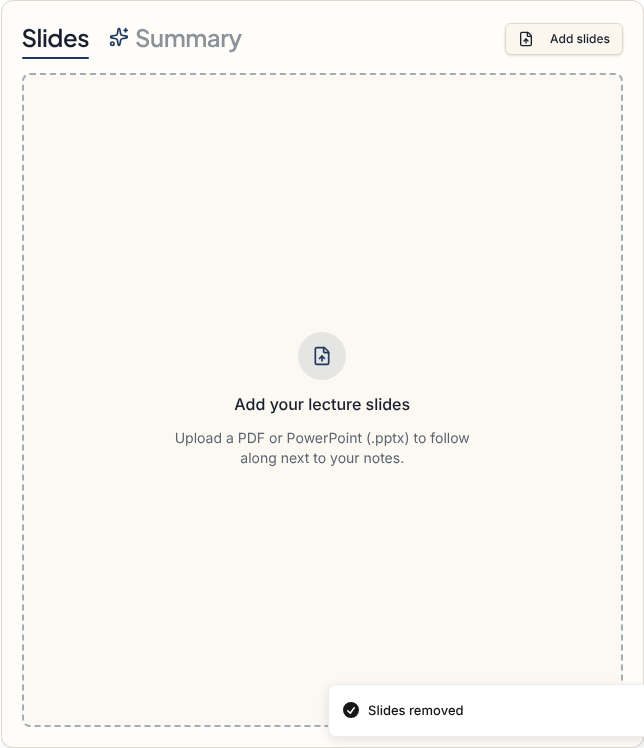 Slides
Summary
Add slides
Add your lecture slides
Upload a PDF or PowerPoint (.pptx) to follow
along next to your notes.
Slides removed